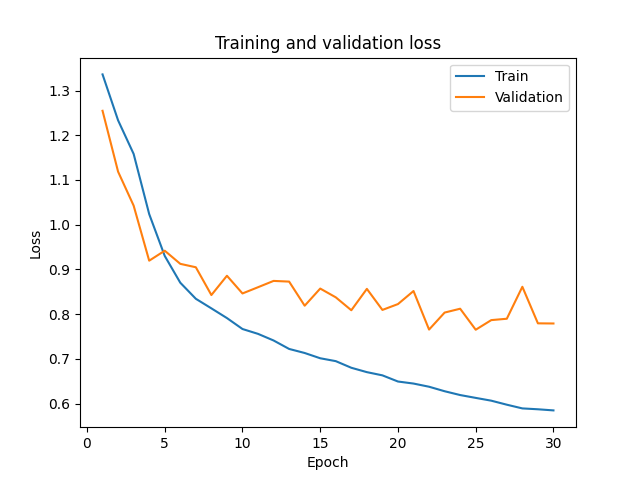 Training and validation loss
Train
Validation
Loss
1.3
1.2
1.1
1.0
0.9
0.8
0.7
0.6
0 5 10 15 20 25 30
Epoch